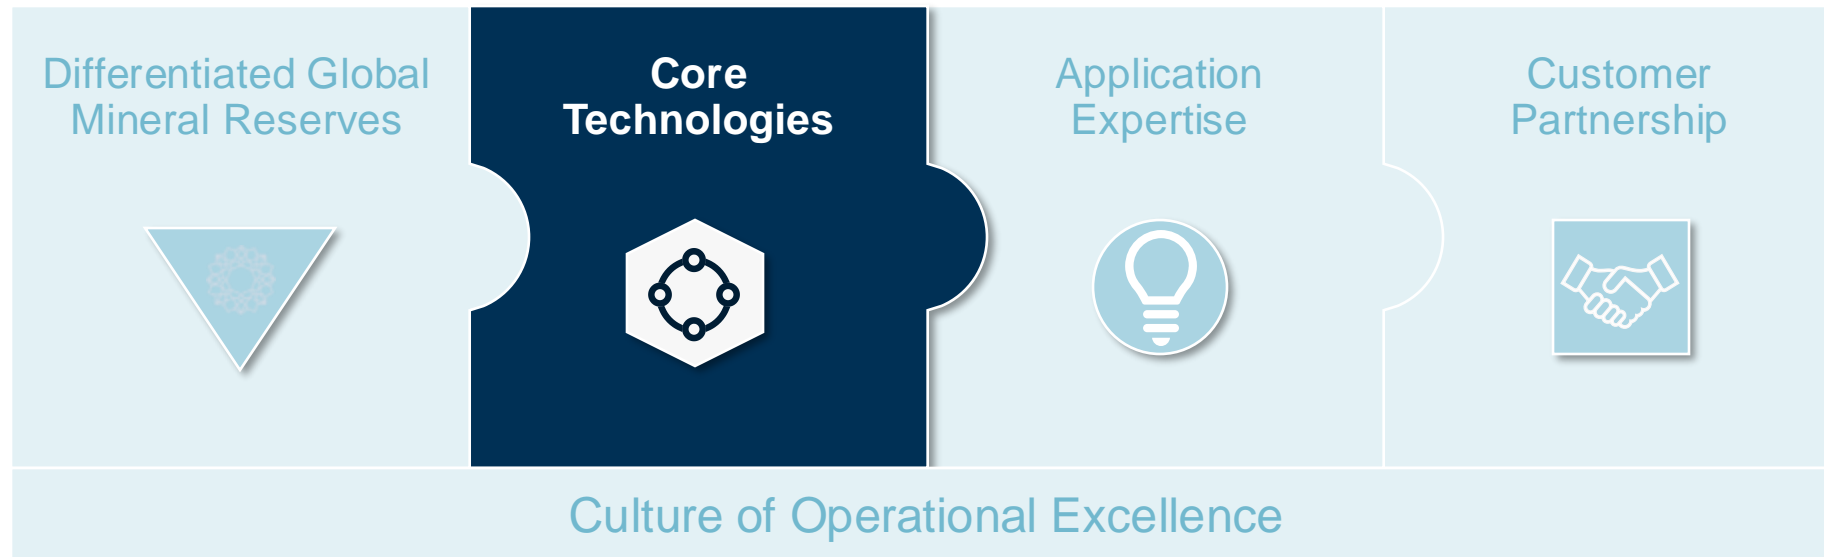 Differentiated Global
Mineral Reserves
Core
Technologies
Application
Expertise
Customer
Partnership
Culture of Operational Excellence